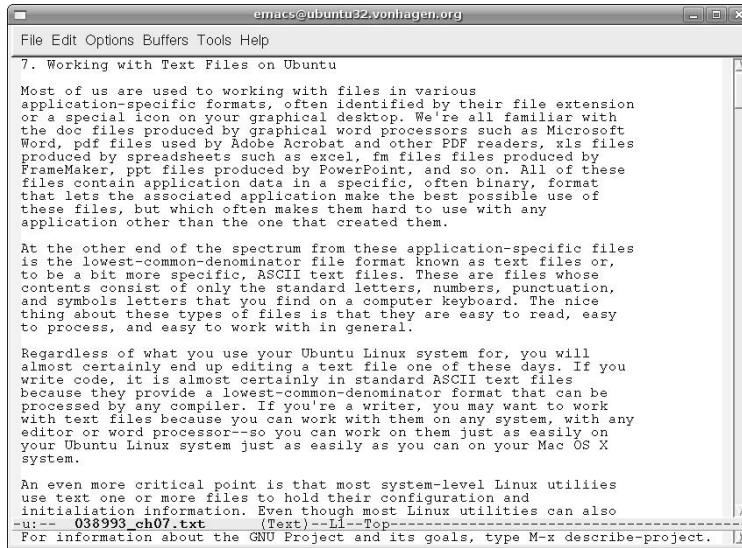 emacs@ubuntu32.vonhagen.org
File Edit Options Buffers Tools Help
7. Working with Text Files on Ubuntu
Most of us are used to working with files in various
application-specific formats, often identified by their file extension
or a special icon on your graphical desktop. We're all familiar with
the doc files produced by graphical word processors such as Microsoft
Word, pdf files used by Adobe Acrobat and other PDF readers, xls files
produced by spreadsheets such as excel, fm files files produced by
FrameMaker, ppt files produced by PowerPoint, and so on. All of these
files contain application data in a specific, often binary, format
that lets the associated application make the best possible use of
these files, but which often makes them hard to use with any
application other than the one that created them.
At the other end of the spectrum from these application-specific files
is the lowest-common-denominator file format known as text files or,
to be a bit more specific, ASCII text files. These are files whose
contents consist of only the standard letters, numbers, punctuation,
and symbols letters that you find on a computer keyboard. The nice
thing about these types of files is that they are easy to read, easy
to process, and easy to work with in general.
Regardless of what you use your Ubuntu Linux system for, you will
almost certainly end up editing a text file one of these days. If you
write code, it is almost certainly in standard ASCII text files
because they provide a lowest-common-denominator format that can be
processed by any compiler. If you're a writer, you may want to work
with text files because you can work with them on any system, with any
editor or word processor--so you can work on them just as easily on
your Ubuntu Linux system just as easily as you can on your Mac OS X
system.
An even more critical point is that most system-level Linux utiliies
use text one or more files to hold their configuration and
initialiation information. Even though most Linux utilities can also
-u:-- 038993_ch07.txt (Text)--L1--Top----------------------------------------
For information about the GNU Project and its goals, type M-x describe-project.